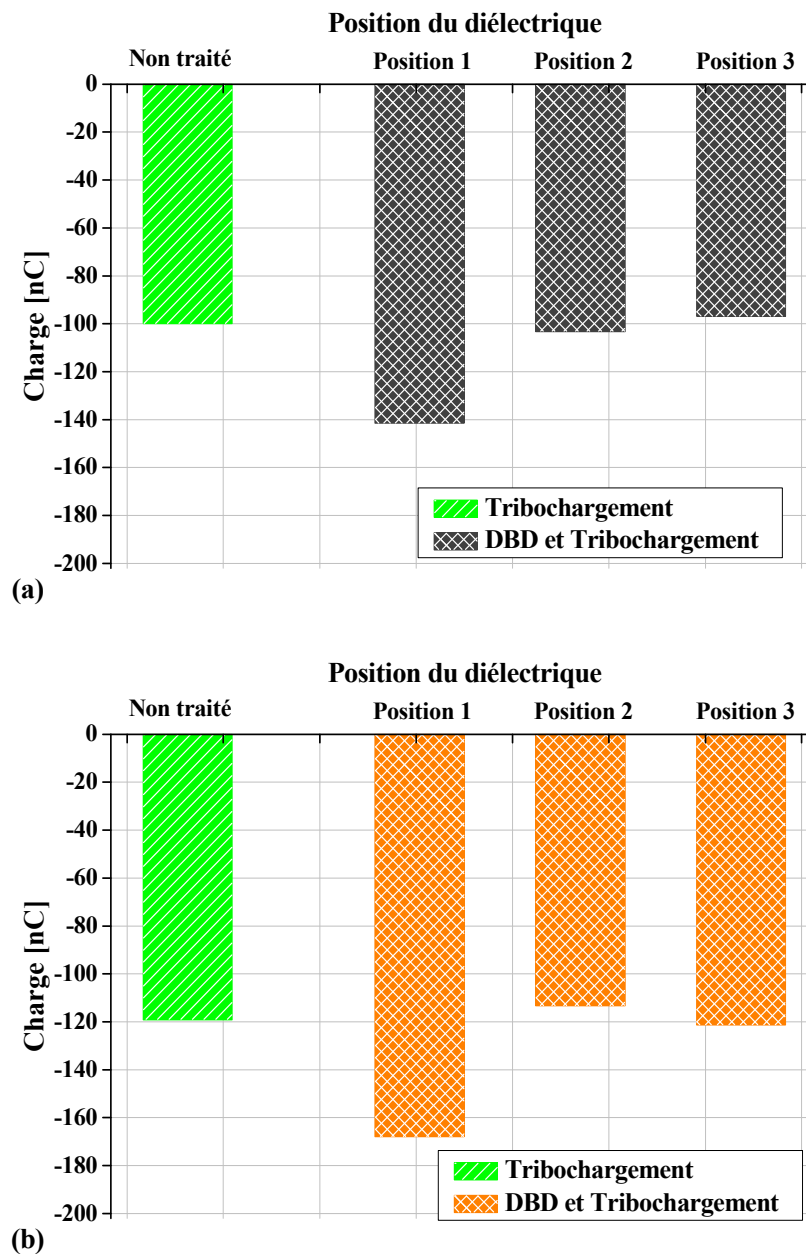 Position du diélectrique
Non traité Position 1 Position 2 Position 3
0
-20
-40
-60
-80
-100
-120
-140
-160
-180
-200
Charge [nC]
Tribochargement
DBD et Tribochargement
(a)
Position du diélectrique
Non traité Position 1 Position 2 Position 3
0
-20
-40
-60
-80
-100
-120
-140
-160
-180
-200
Charge [nC]
Tribochargement
DBD et Tribochargement
(b)